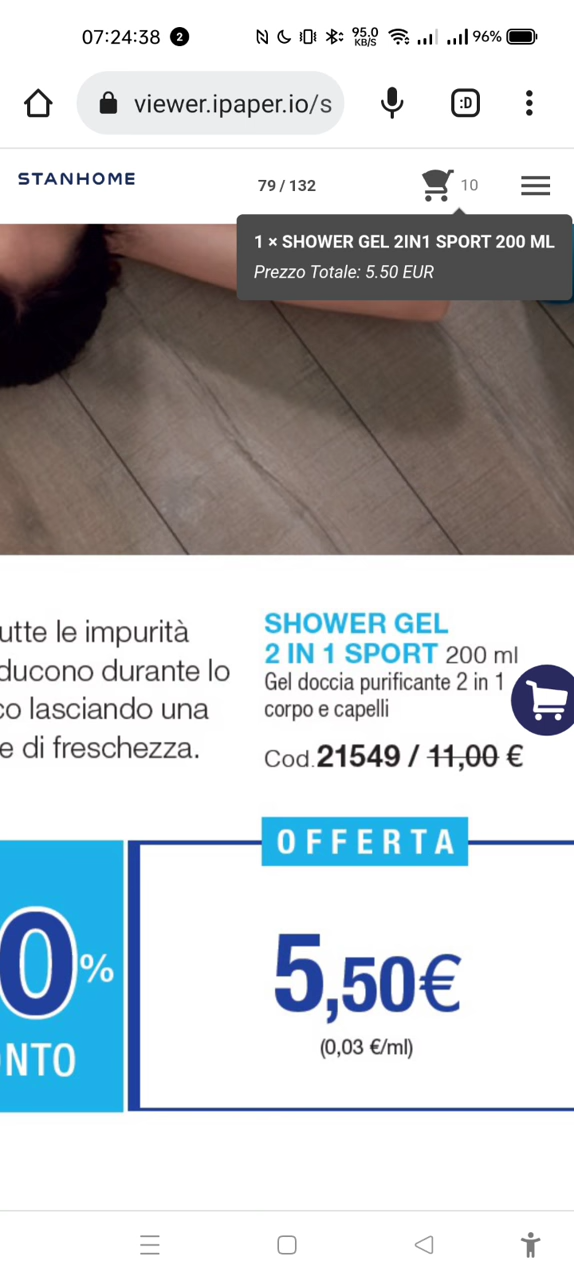 07:24:38 2 95.0 KB/S 96%
viewer.ipaper.io/s :D
STANHOME 79 / 132 10
1 × SHOWER GEL 2IN1 SPORT 200 ML
Prezzo Totale: 5.50 EUR
utte le impurità
ducono durante lo
co lasciando una
e di freschezza.
SHOWER GEL
2 IN 1 SPORT 200 ml
Gel doccia purificante 2 in 1
corpo e capelli
Cod.21549 / 11,00 €
OFFERTA
0%
NTO
5,50€
(0,03 €/ml)